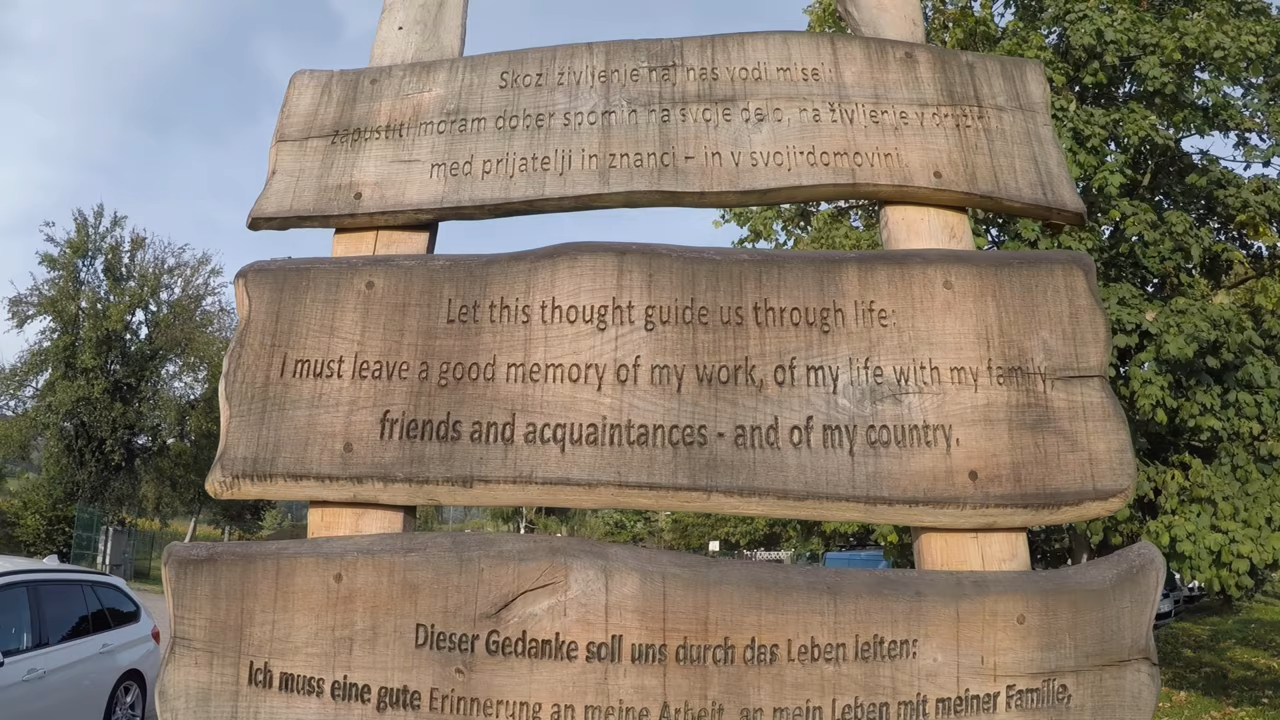 Skozi življenje naj nas vodi misel:
zapustiti moram dober spomin na svoje delo, na življenje v družini,
med prijatelji in znanci – in v svoji domovini.
Let this thought guide us through life:
I must leave a good memory of my work, of my life with my family,
friends and acquaintances - and of my country.
Dieser Gedanke soll uns durch das Leben leiten:
Ich muss eine gute Erinnerung an meine Arbeit, an mein Leben mit meiner Familie,